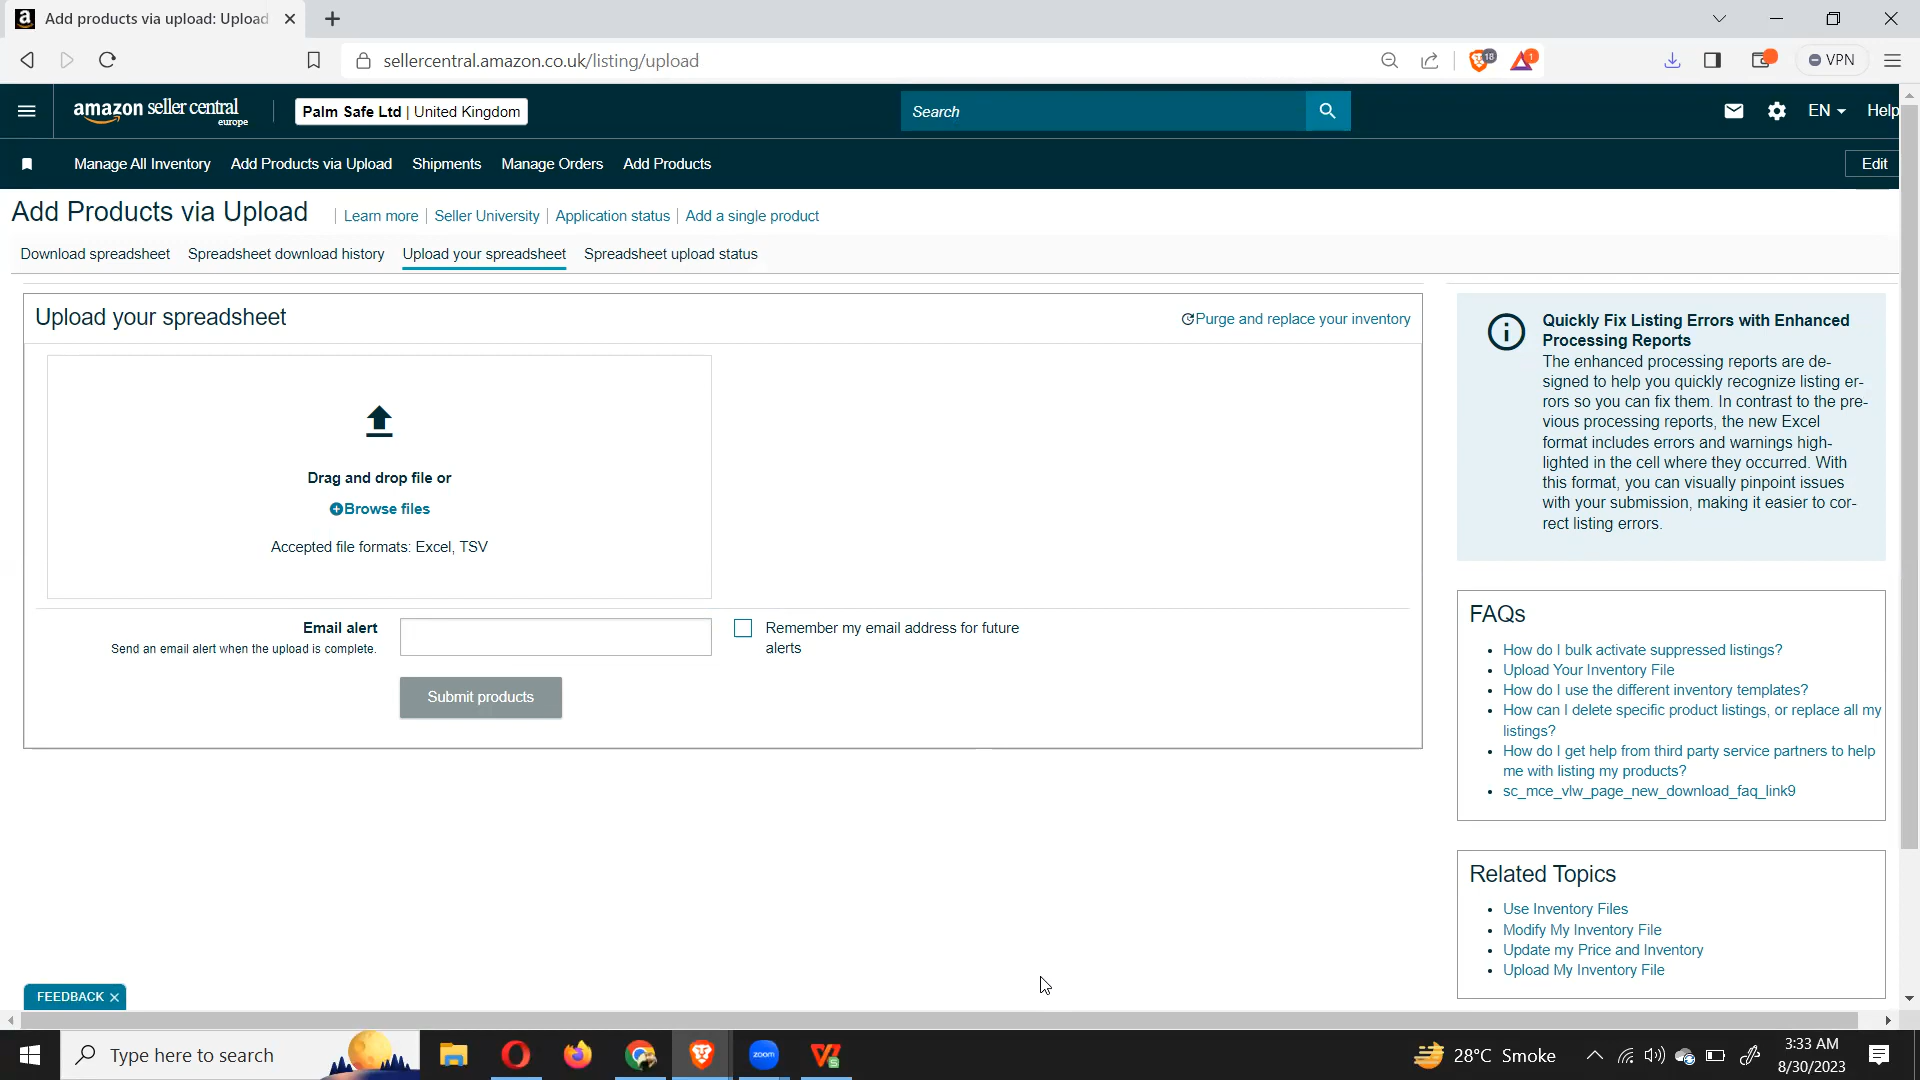 Add products via upload: Upload
sellercentral.amazon.co.uk/listing/upload
18
1
VPN
amazon seller central
europe
Palm Safe Ltd | United Kingdom
Search
EN
Help
Manage All Inventory
Add Products via Upload
Shipments
Manage Orders
Add Products
Edit
Add Products via Upload
Learn more
Seller University
Application status
Add a single product
Download spreadsheet
Spreadsheet download history
Upload your spreadsheet
Spreadsheet upload status
Upload your spreadsheet
Purge and replace your inventory
Drag and drop file or
Browse files
Accepted file formats: Excel, TSV
Email alert
Send an email alert when the upload is complete.
Remember my email address for future
alerts
Submit products
Quickly Fix Listing Errors with Enhanced
Processing Reports
The enhanced processing reports are de-
signed to help you quickly recognize listing er-
rors so you can fix them. In contrast to the pre-
vious processing reports, the new Excel
format includes errors and warnings high-
lighted in the cell where they occurred. With
this format, you can visually pinpoint issues
with your submission, making it easier to cor-
rect listing errors.
FAQs
How do I bulk activate suppressed listings?
Upload Your Inventory File
How do I use the different inventory templates?
How can I delete specific product listings, or replace all my
listings?
How do I get help from third party service partners to help
me with listing my products?
sc_mce_vlw_page_new_download_faq_link9
Related Topics
Use Inventory Files
Modify My Inventory File
Update my Price and Inventory
Upload My Inventory File
FEEDBACK
Type here to search
zoom
28°C Smoke
3:33 AM
8/30/2023